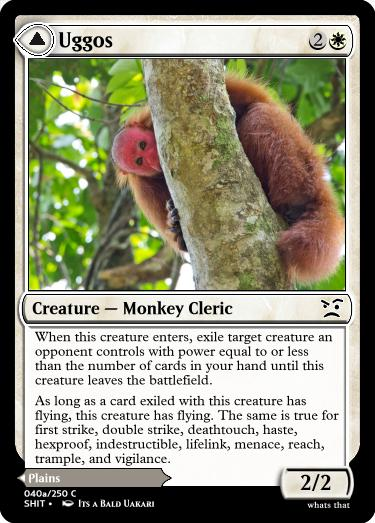 Uggos 2
Creature — Monkey Cleric
When this creature enters, exile target creature an
opponent controls with power equal to or less
than the number of cards in your hand until this
creature leaves the battlefield.
As long as a card exiled with this creature has
flying, this creature has flying. The same is true for
first strike, double strike, deathtouch, haste,
hexproof, indestructible, lifelink, menace, reach,
trample, and vigilance.
Plains
2/2
040a/250 C
SHIT • Its a Bald Uakari
whats that